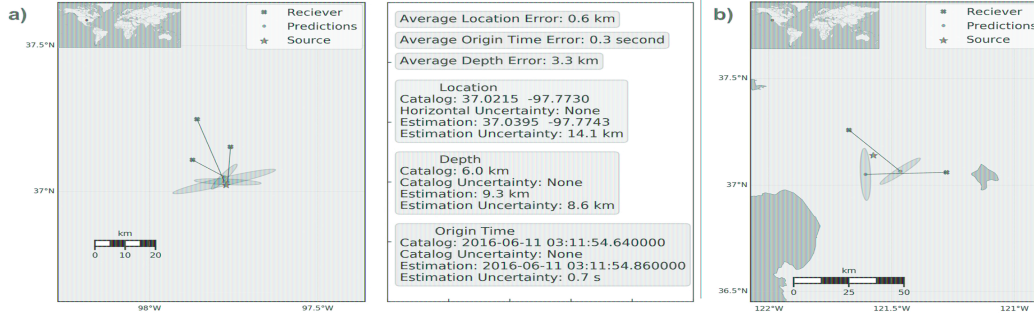 a)
Reciever
Predictions
Source
37.5°N
37°N
km
0 10 20
98°W 97.5°W
Average Location Error: 0.6 km
Average Origin Time Error: 0.3 second
Average Depth Error: 3.3 km
Location
Catalog: 37.0215 -97.7730
Horizontal Uncertainty: None
Estimation: 37.0395 -97.7743
Estimation Uncertainty: 14.1 km
Depth
Catalog: 6.0 km
Catalog Uncertainty: None
Estimation: 9.3 km
Estimation Uncertainty: 8.6 km
Origin Time
Catalog: 2016-06-11 03:11:54.640000
Catalog Uncertainty: None
Estimation: 2016-06-11 03:11:54.860000
Estimation Uncertainty: 0.7 s
b)
Reciever
Predictions
Source
37.5°N
37°N
36.5°N
km
0 25 50
122°W 121.5°W 121°W